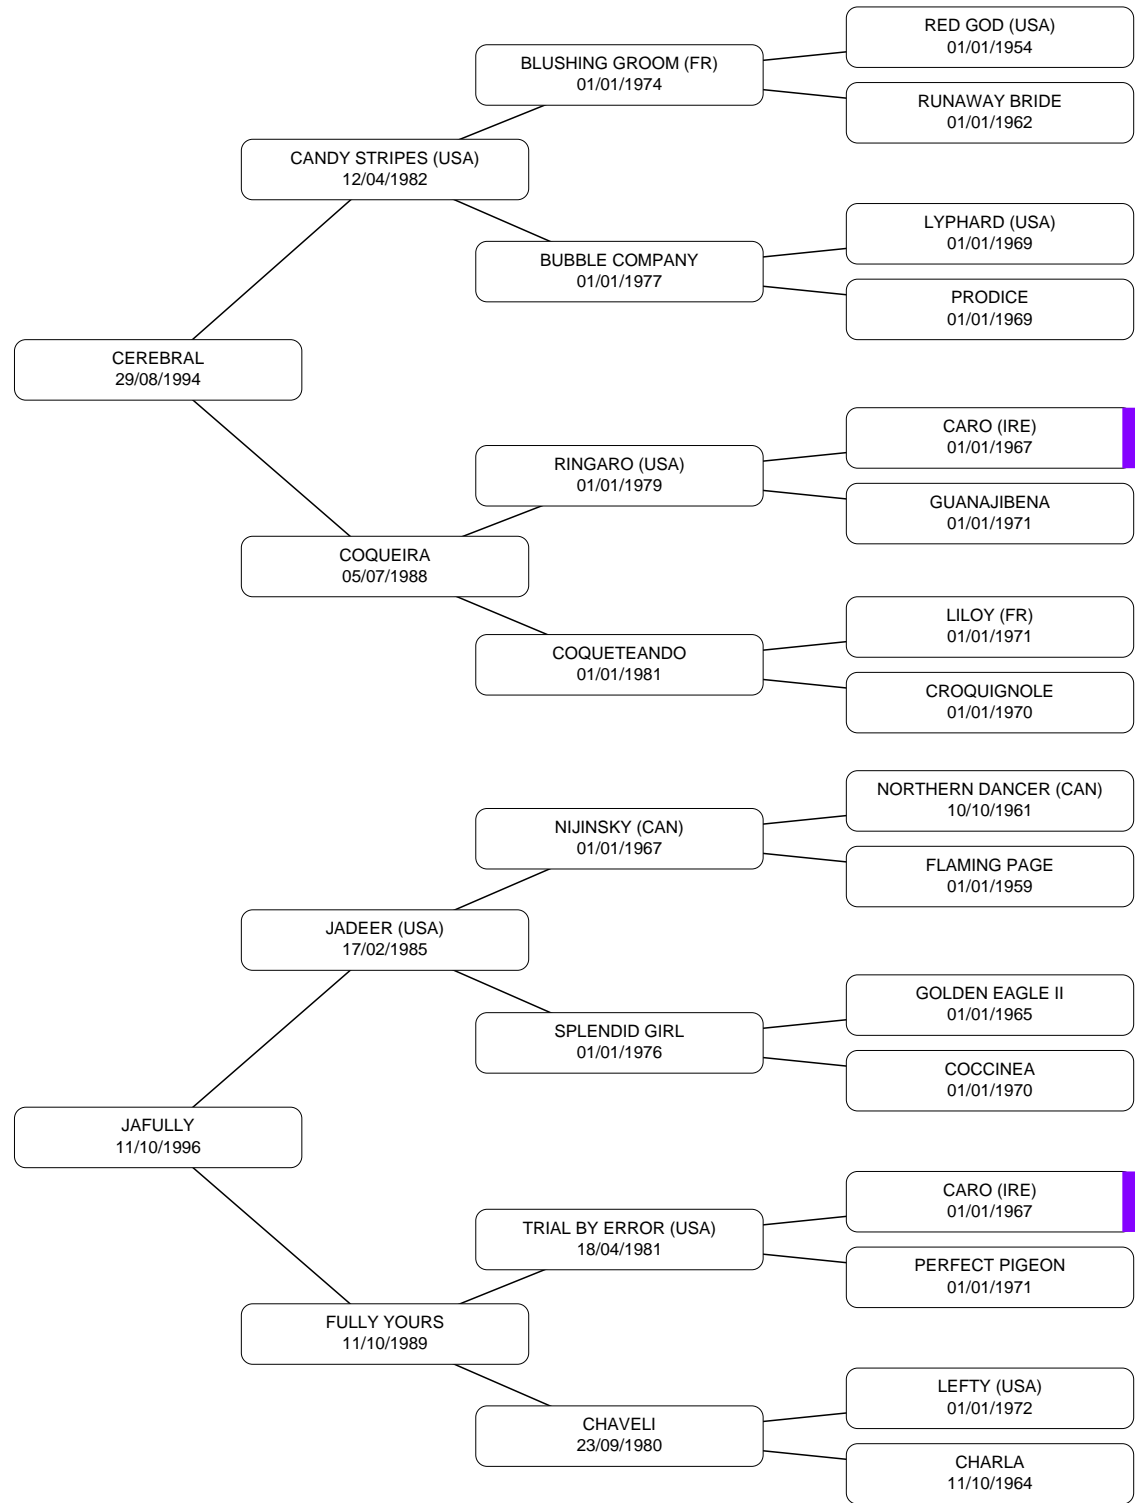 RED GOD (USA)
01/01/1954
BLUSHING GROOM (FR)
01/01/1974
RUNAWAY BRIDE
01/01/1962
CANDY STRIPES (USA)
12/04/1982
LYPHARD (USA)
01/01/1969
BUBBLE COMPANY
01/01/1977
PRODICE
01/01/1969
CEREBRAL
29/08/1994
CARO (IRE)
01/01/1967
RINGARO (USA)
01/01/1979
GUANAJIBENA
01/01/1971
COQUEIRA
05/07/1988
LILOY (FR)
01/01/1971
COQUETEANDO
01/01/1981
CROQUIGNOLE
01/01/1970
NORTHERN DANCER (CAN)
10/10/1961
NIJINSKY (CAN)
01/01/1967
FLAMING PAGE
01/01/1959
JADEER (USA)
17/02/1985
GOLDEN EAGLE II
01/01/1965
SPLENDID GIRL
01/01/1976
COCCINEA
01/01/1970
JAFULLY
11/10/1996
CARO (IRE)
01/01/1967
TRIAL BY ERROR (USA)
18/04/1981
PERFECT PIGEON
01/01/1971
FULLY YOURS
11/10/1989
LEFTY (USA)
01/01/1972
CHAVELI
23/09/1980
CHARLA
11/10/1964